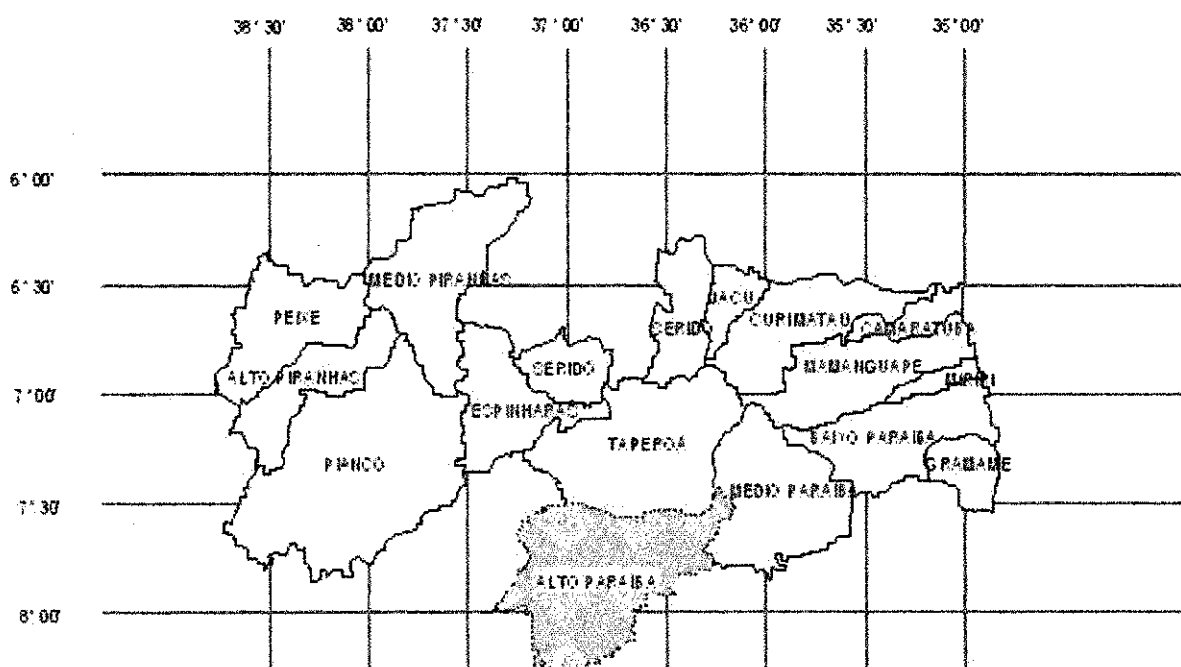 38° 30' 38° 00' 37° 30' 37° 00' 36° 30' 36° 00' 35° 30' 35° 00'
6° 00'
MEDIO PIRANHAS
6° 30'
JACU
PEIXE
CURIMATAU
CERIDO
CAMARATUBA
CERIDO
MAMANGUAPE
ALTO PIRANHAS
MIRIRI
7° 00'
ESPINHARAS
BAIXO PARAIBA
TAPEROA
PIANCO
GRAMAME
MEDIO PARAIBA
7° 30'
ALTO PARAIBA
8° 00'